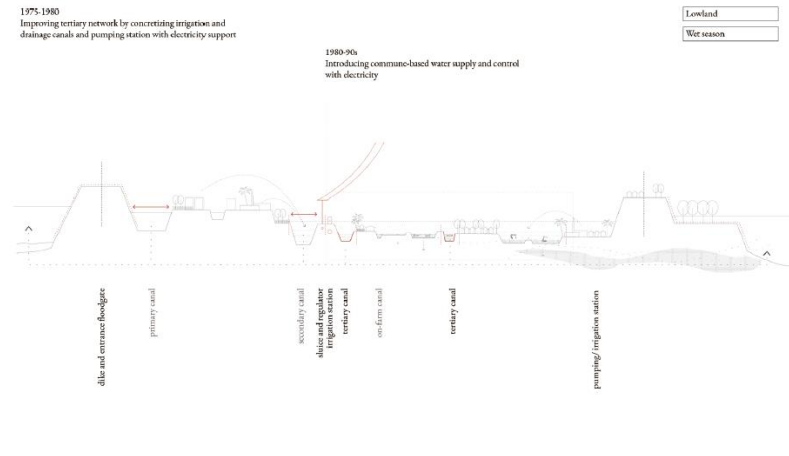 1975-1980
Improving tertiary network by concretizing irrigation and
drainage canals and pumping station with electricity support
Lowland
Wet season
1980-90s
Introducing commune-based water supply and control
with electricity
dike and entrance floodgate
primary canal
secondary canal
sluice and regulator
irrigation station
tertiary canal
on-farm canal
tertiary canal
pumping/ irrigation station